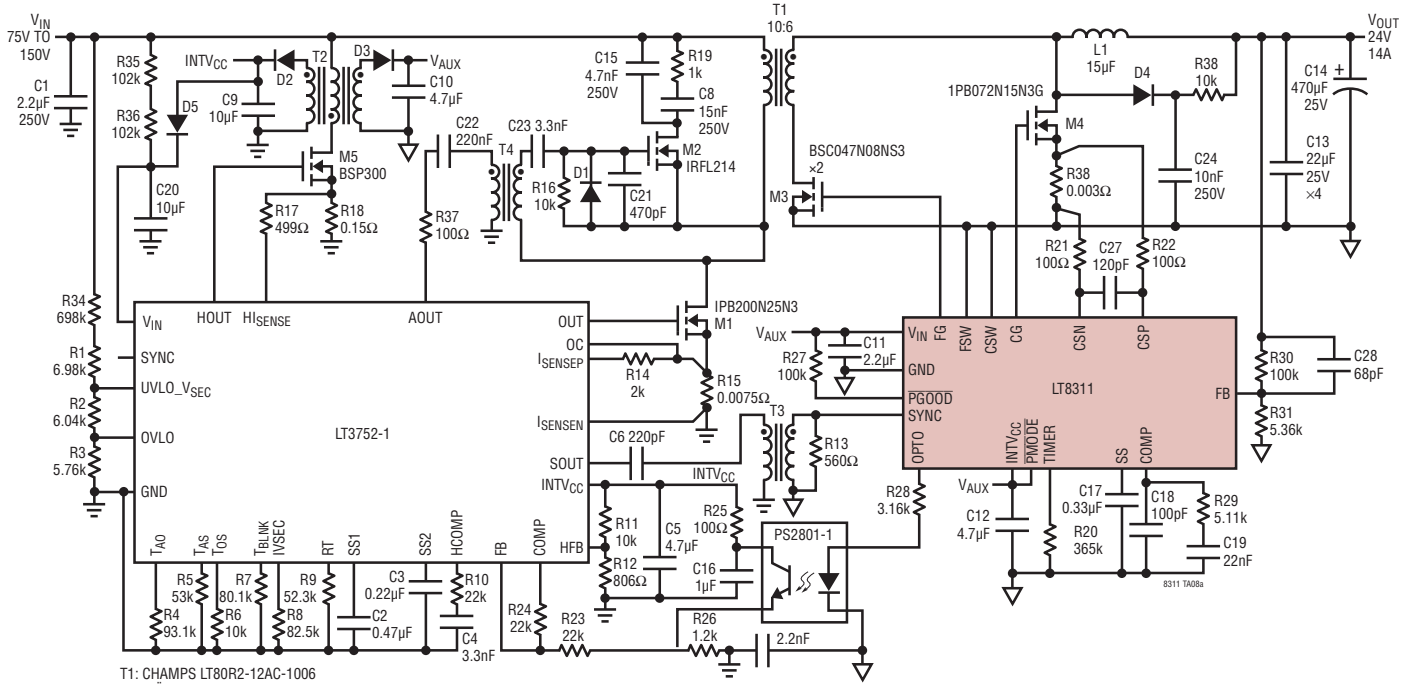 VIN
75V TO
150V
C1
2.2µF
250V
R35
102k
R36
102k
C20
10µF
D5
INTVCC
D2
T2
D3
VAUX
C9
10µF
C10
4.7µF
M5
BSP300
R17
499Ω
R18
0.15Ω
C22
220nF
T4
C23 3.3nF
R37
100Ω
R16
10k
D1
C21
470pF
C15
4.7nF
250V
R19
1k
C8
15nF
250V
M2
IRFL214
T1
10:6
BSC047N08NS3
×2
M3
L1
15µF
1PB072N15N3G
M4
D4
R38
10k
R38
0.003Ω
C24
10nF
250V
VOUT
24V
14A
C14
470µF
25V
+
C13
22µF
25V
×4
R21
100Ω
C27
120pF
R22
100Ω
R34
698k
R1
6.98k
R2
6.04k
R3
5.76k
VIN
HOUT
HISENSE
AOUT
SYNC
UVLO_VSEC
OVLO
GND
LT3752-1
OUT
OC
ISENSEP
ISENSEN
SOUT
INTVCC
HFB
TAO
TAS
TOS
TBLNK
IVSEC
RT
SS1
SS2
HCOMP
FB
COMP
IPB200N25N3
M1
R14
2k
R15
0.0075Ω
C6 220pF
T3
R13
560Ω
INTVCC
R11
10k
R12
806Ω
C5
4.7µF
R25
100Ω
C16
1µF
PS2801-1
R4
93.1k
R5
53k
R6
10k
R7
80.1k
R8
82.5k
R9
52.3k
C2
0.47µF
C3
0.22µF
R10
22k
C4
3.3nF
R24
22k
R23
22k
R26
1.2k
2.2nF
VAUX
R27
100k
C11
2.2µF
VIN
FG
FSW
CSW
CG
CSN
CSP
GND
PGOOD
SYNC
OPTO
INTVCC
PMODE
TIMER
SS
COMP
FB
LT8311
R30
100k
C28
68pF
R31
5.36k
R28
3.16k
VAUX
C12
4.7µF
R20
365k
C17
0.33µF
C18
100pF
R29
5.11k
C19
22nF
8311 TA08a
T1: CHAMPS LT80R2-12AC-1006